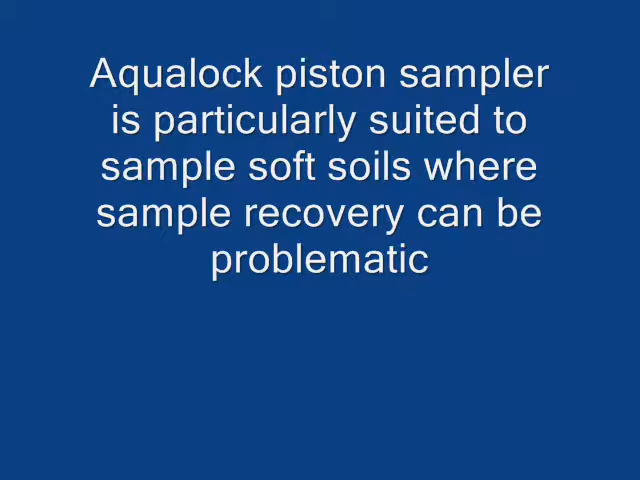 Aqualock piston sampler
is particularly suited to
sample soft soils where
sample recovery can be
problematic